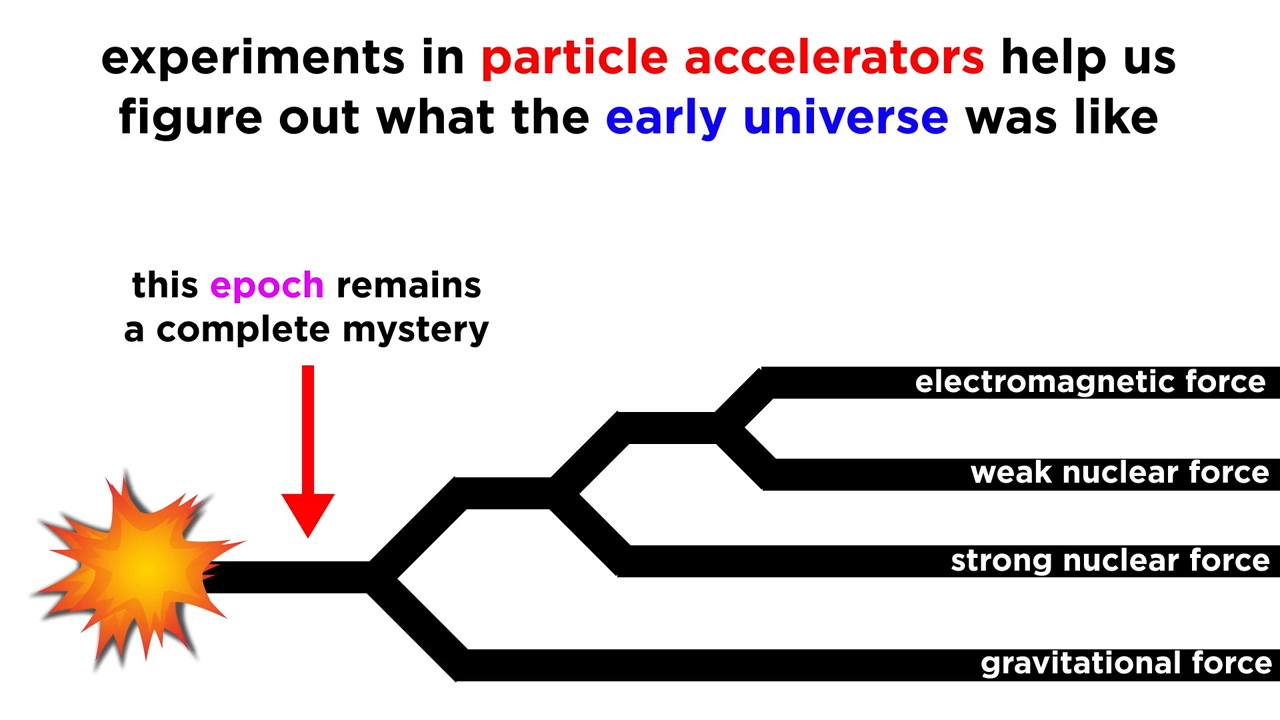 experiments in particle accelerators help us
figure out what the early universe was like
this epoch remains
a complete mystery
electromagnetic force
weak nuclear force
strong nuclear force
gravitational force